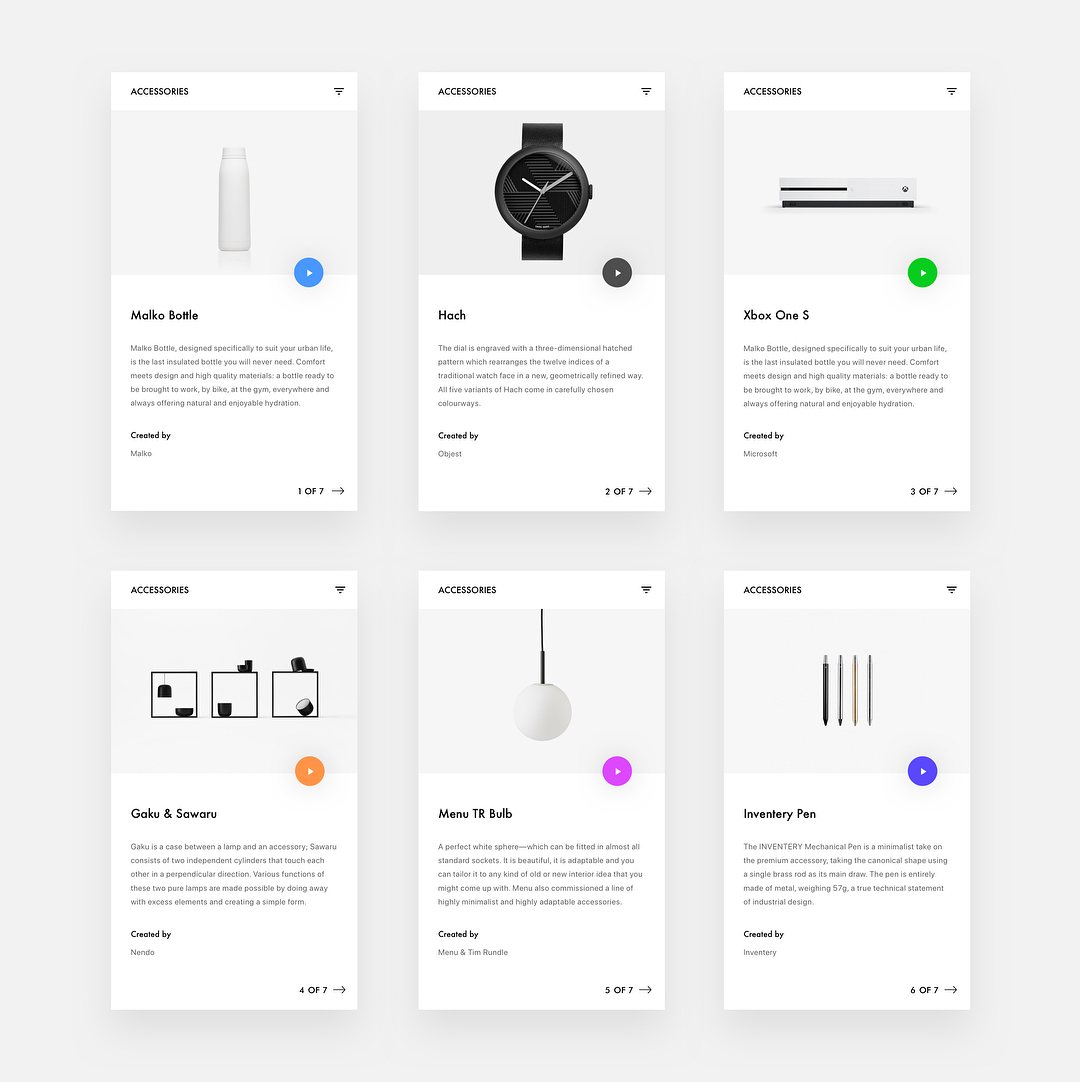 ACCESSORIES
Malko Bottle
Malko Bottle, designed specifically to suit your urban life,
is the last insulated bottle you will never need. Comfort
meets design and high quality materials: a bottle ready to
be brought to work, by bike, at the gym, everywhere and
always offering natural and enjoyable hydration.
Created by
Malko
1 OF 7
ACCESSORIES
Hach
The dial is engraved with a three-dimensional hatched
pattern which rearranges the twelve indices of a
traditional watch face in a new, geometrically refined way.
All five variants of Hach come in carefully chosen
colourways.
Created by
Objest
2 OF 7
ACCESSORIES
Xbox One S
Malko Bottle, designed specifically to suit your urban life,
is the last insulated bottle you will never need. Comfort
meets design and high quality materials: a bottle ready to
be brought to work, by bike, at the gym, everywhere and
always offering natural and enjoyable hydration.
Created by
Microsoft
3 OF 7
ACCESSORIES
Gaku & Sawaru
Gaku is a case between a lamp and an accessory; Sawaru
consists of two independent cylinders that touch each
other in a perpendicular direction. Various functions of
these two pure lamps are made possible by doing away
with excess elements and creating a simple form.
Created by
Nendo
4 OF 7
ACCESSORIES
Menu TR Bulb
A perfect white sphere—which can be fitted in almost all
standard sockets. It is beautiful, it is adaptable and you
can tailor it to any kind of old or new interior idea that you
might come up with. Menu also commissioned a line of
highly minimalist and highly adaptable accessories.
Created by
Menu & Tim Rundle
5 OF 7
ACCESSORIES
Inventery Pen
The INVENTERY Mechanical Pen is a minimalist take on
the premium accessory, taking the canonical shape using
a single brass rod as its main draw. The pen is entirely
made of metal, weighing 57g, a true technical statement
of industrial design.
Created by
Inventery
6 OF 7